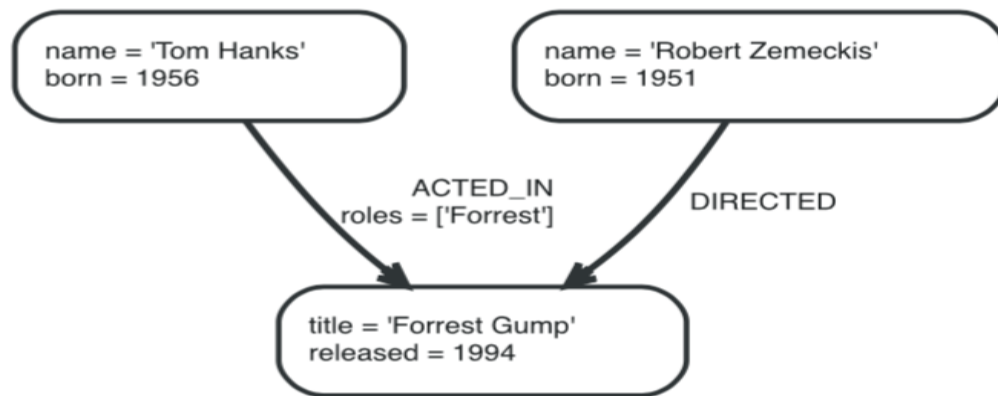 name = 'Tom Hanks'
born = 1956
name = 'Robert Zemeckis'
born = 1951
ACTED_IN
roles = ['Forrest']
DIRECTED
title = 'Forrest Gump'
released = 1994